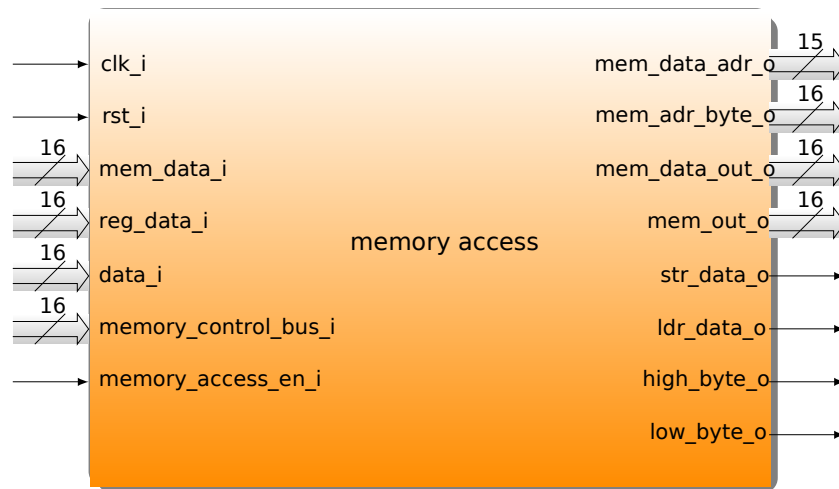 clk_i
rst_i
16
mem_data_i
16
reg_data_i
16
data_i
16
memory_control_bus_i
memory_access_en_i
memory access
15
mem_data_adr_o
16
mem_adr_byte_o
16
mem_data_out_o
16
mem_out_o
str_data_o
ldr_data_o
high_byte_o
low_byte_o